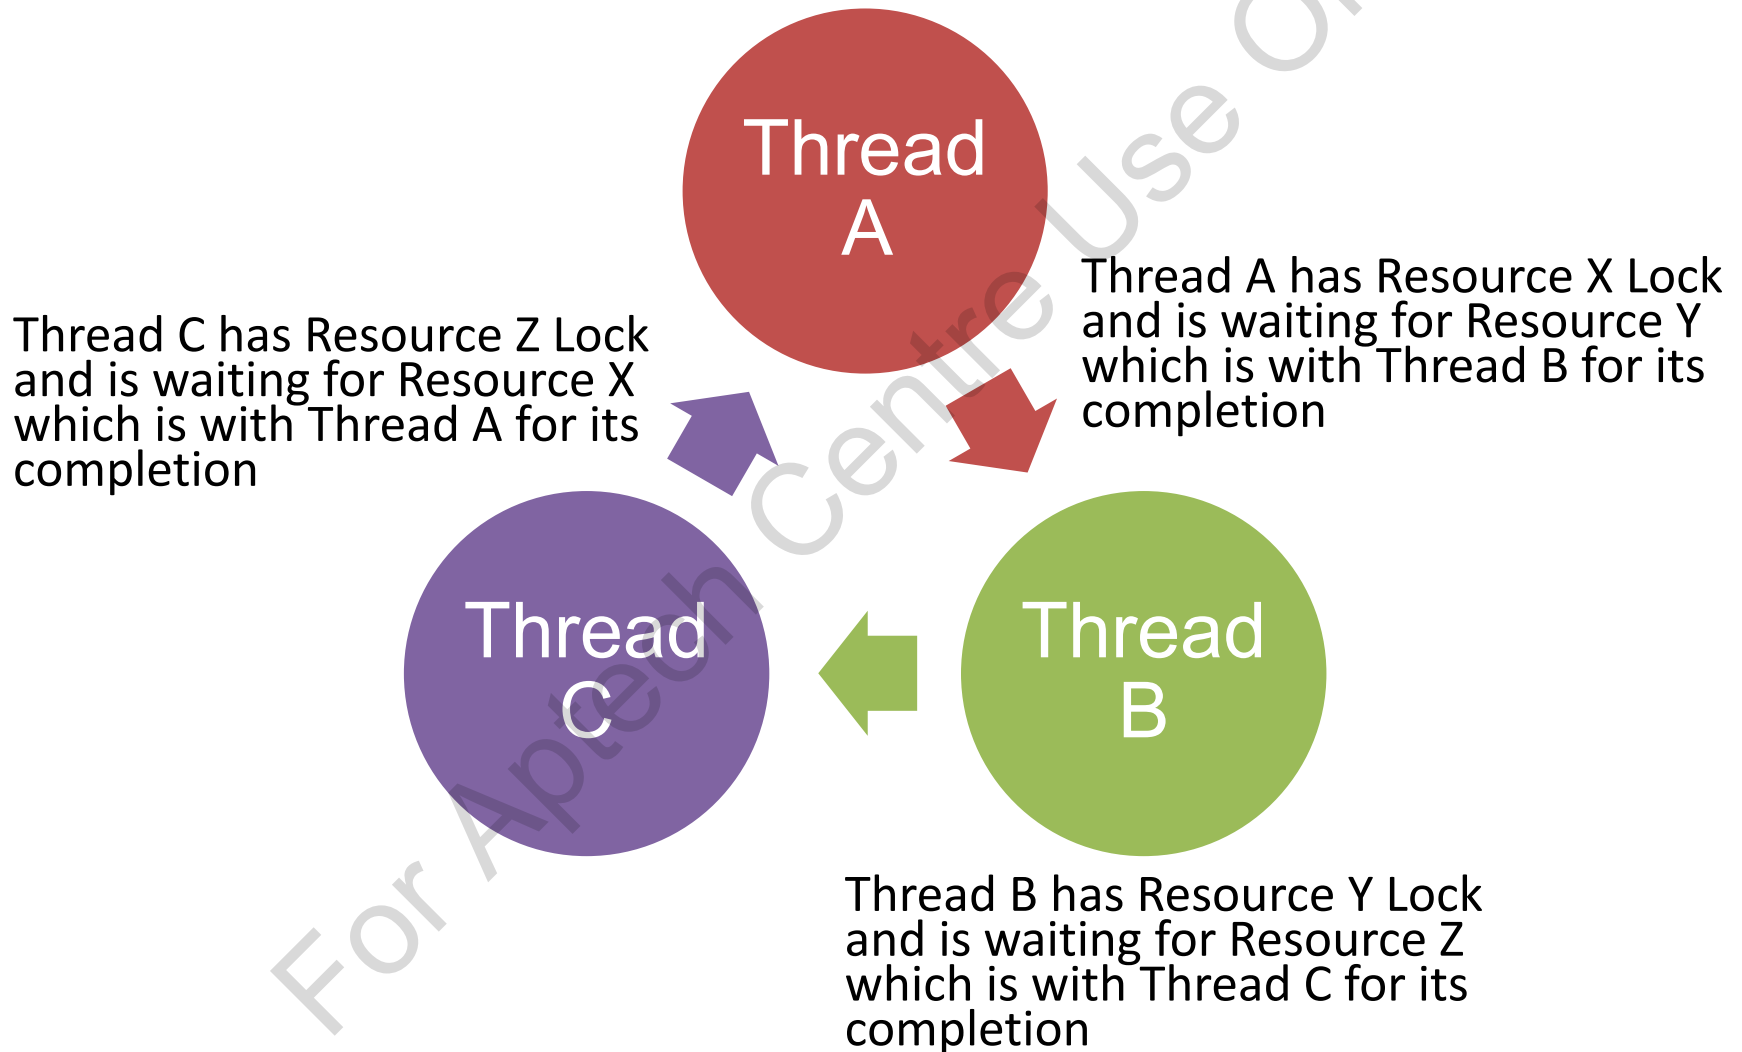 Thread
A
Thread A has Resource X Lock
and is waiting for Resource Y
which is with Thread B for its
completion
Thread C has Resource Z Lock
and is waiting for Resource X
which is with Thread A for its
completion
Thread
C
Thread
B
Thread B has Resource Y Lock
and is waiting for Resource Z
which is with Thread C for its
completion
For Aptech Centre Use